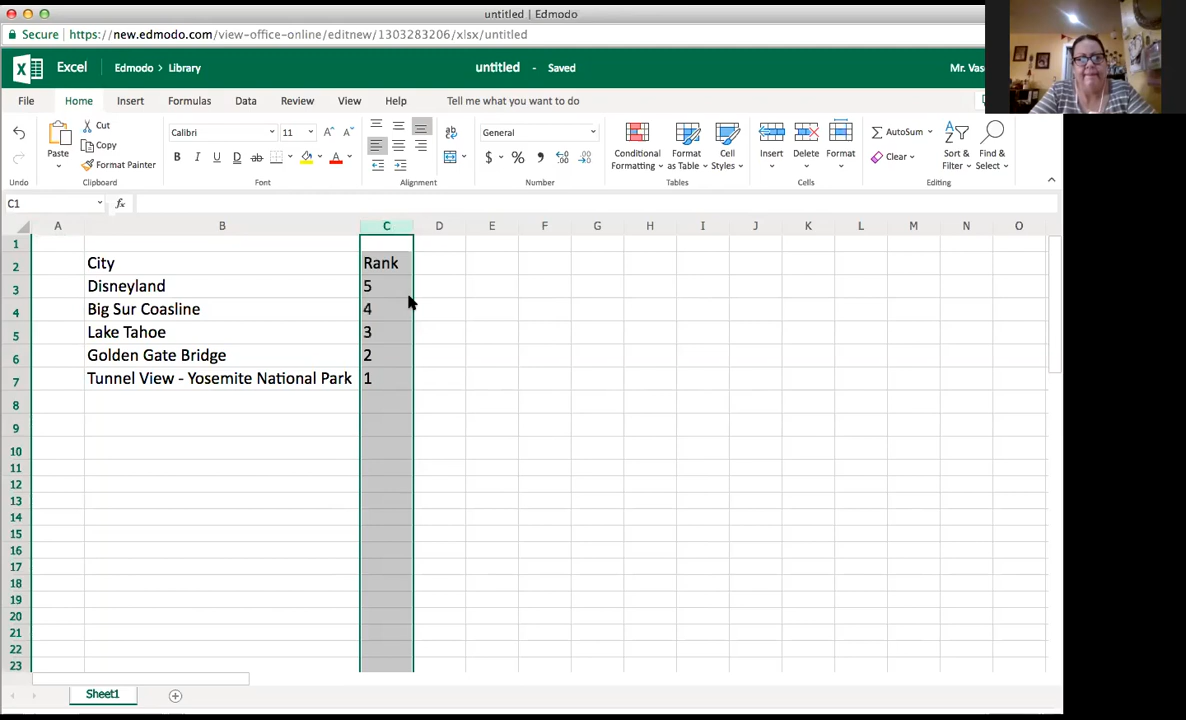 untitled | Edmodo
Secure https://new.edmodo.com/view-office-online/editnew/1303283206/xlsx/untitled
Excel Edmodo > Library untitled - Saved Mr. Vas
File Home Insert Formulas Data Review View Help Tell me what you want to do
Paste Cut Copy Format Painter
Calibri 11 General
B I U D ab A $ % ,
Conditional Formatting Format as Table Cell Styles Insert Delete Format AutoSum Clear Sort & Filter Find & Select
Undo Clipboard Font Alignment Number Tables Cells Editing
C1 fx
A B C D E F G H I J K L M N O
1
2 City Rank
3 Disneyland 5
4 Big Sur Coasline 4
5 Lake Tahoe 3
6 Golden Gate Bridge 2
7 Tunnel View - Yosemite National Park 1
8
9
10
11
12
13
14
15
16
17
18
19
20
21
22
23
Sheet1